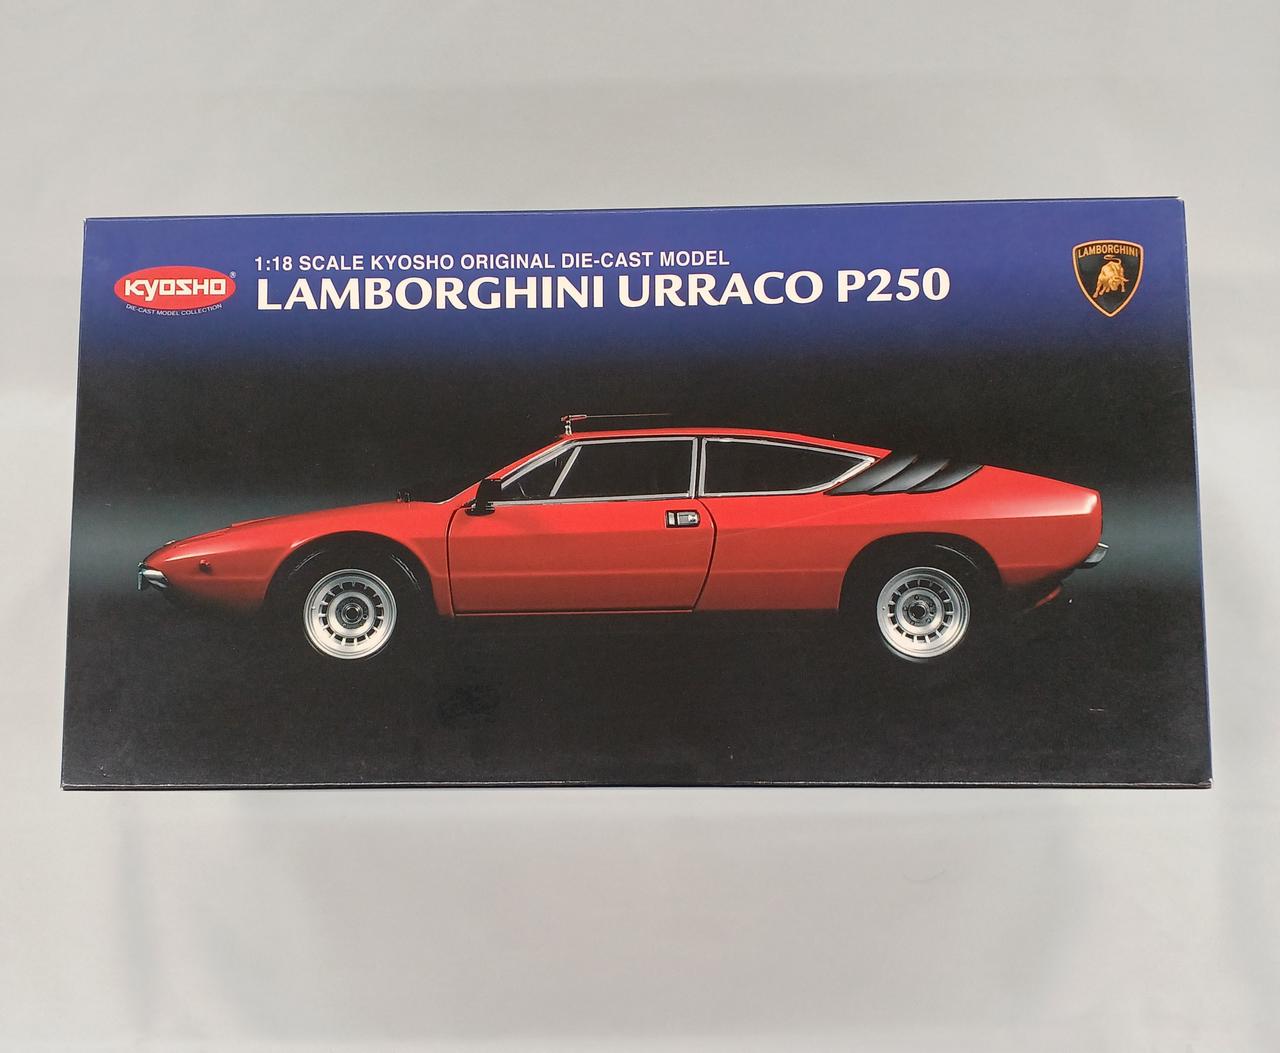 1:18 SCALE KYOSHO ORIGINAL DIE-CAST MODEL
LAMBORGHINI URRACO P250
KYOSHO®
DIE-CAST MODEL COLLECTION
LAMBORGHINI